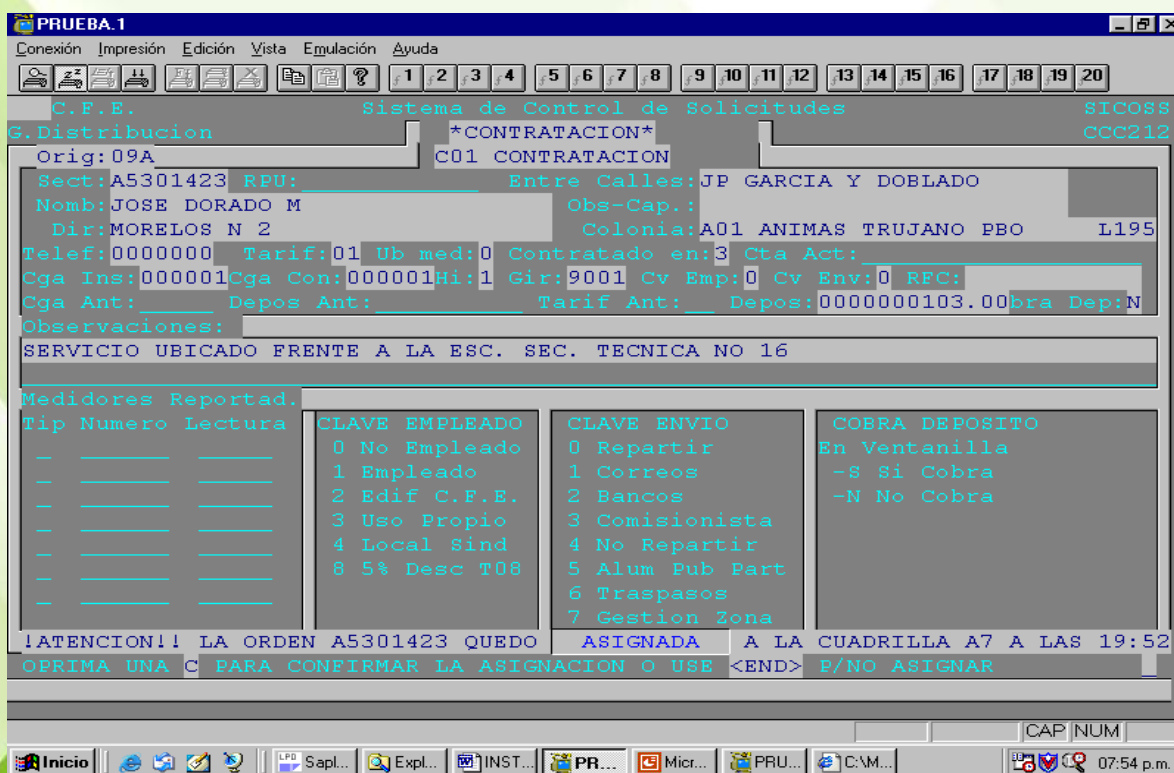 PRUEBA.1
Conexión Impresión Edición Vista Emulación Ayuda
1 2 3 4 5 6 7 8 9 10 11 12 13 14 15 16 17 18 19 20
C.F.E. Sistema de Control de Solicitudes SICOSS
G.Distribucion *CONTRATACION* CCC212
Orig:09A C01 CONTRATACION
Sect:A5301423 RPU: Entre Calles:JP GARCIA Y DOBLADO
Nomb:JOSE DORADO M Obs-Cap.:
Dir:MORELOS N 2 Colonia:A01 ANIMAS TRUJANO PBO L195
Telef:0000000 Tarif:01 Ub med:0 Contratado en:3 Cta Act:
Cga Ins:000001Cga Con:000001Hi:1 Gir:9001 Cv Emp:0 Cv Env:0 RFC:
Cga Ant: Depos Ant: Tarif Ant: Depos:0000000103.00bra Dep:N
Observaciones:
SERVICIO UBICADO FRENTE A LA ESC. SEC. TECNICA NO 16
Medidores Reportad.
Tip Numero Lectura CLAVE EMPLEADO CLAVE ENVIO COBRA DEPOSITO
0 No Empleado 0 Repartir En Ventanilla
1 Empleado 1 Correos -S Si Cobra
2 Edif C.F.E. 2 Bancos -N No Cobra
3 Uso Propio 3 Comisionista
4 Local Sind 4 No Repartir
8 5% Desc T08 5 Alum Pub Part
6 Traspasos
7 Gestion Zona
!ATENCION!! LA ORDEN A5301423 QUEDO ASIGNADA A LA CUADRILLA A7 A LAS 19:52
OPRIMA UNA C PARA CONFIRMAR LA ASIGNACION O USE <END> P/NO ASIGNAR
CAP NUM
Inicio Sapl... Expl... INST... PR... Micr... PRU... C:\M... 07:54 p.m.